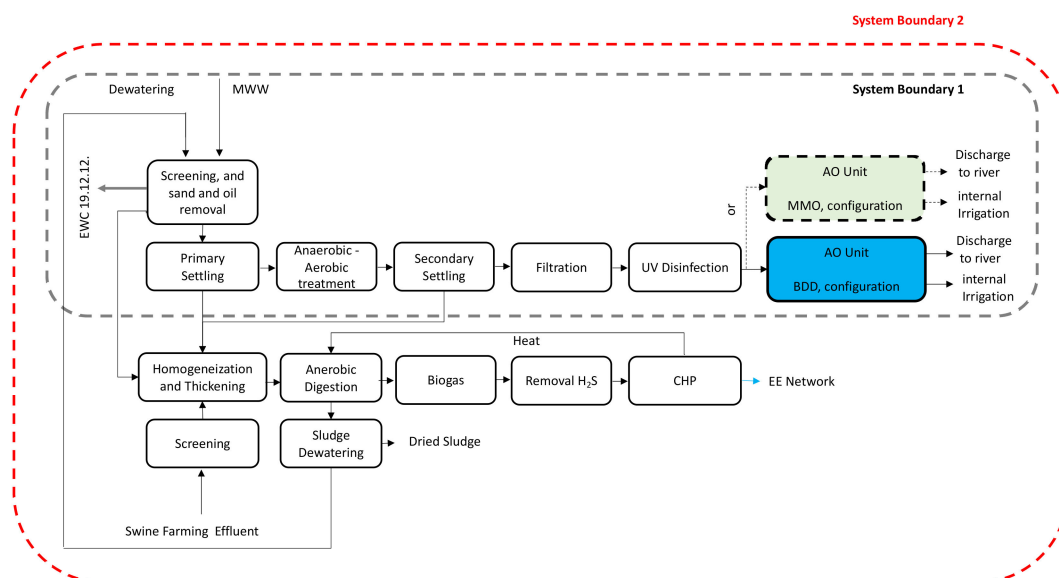 System Boundary 2
System Boundary 1
Dewatering
MWW
EWC 19.12.12.
Screening, and
sand and oil
removal
AO Unit
MMO, configuration
Discharge
to river
internal
Irrigation
or
Primary
Settling
Anaerobic -
Aerobic
treatment
Secondary
Settling
Filtration
UV Disinfection
AO Unit
BDD, configuration
Discharge
to river
internal
Irrigation
Heat
Homogeneization
and Thickening
Anerobic
Digestion
Biogas
Removal H₂S
CHP
EE Network
Screening
Sludge
Dewatering
Dried Sludge
Swine Farming Effluent